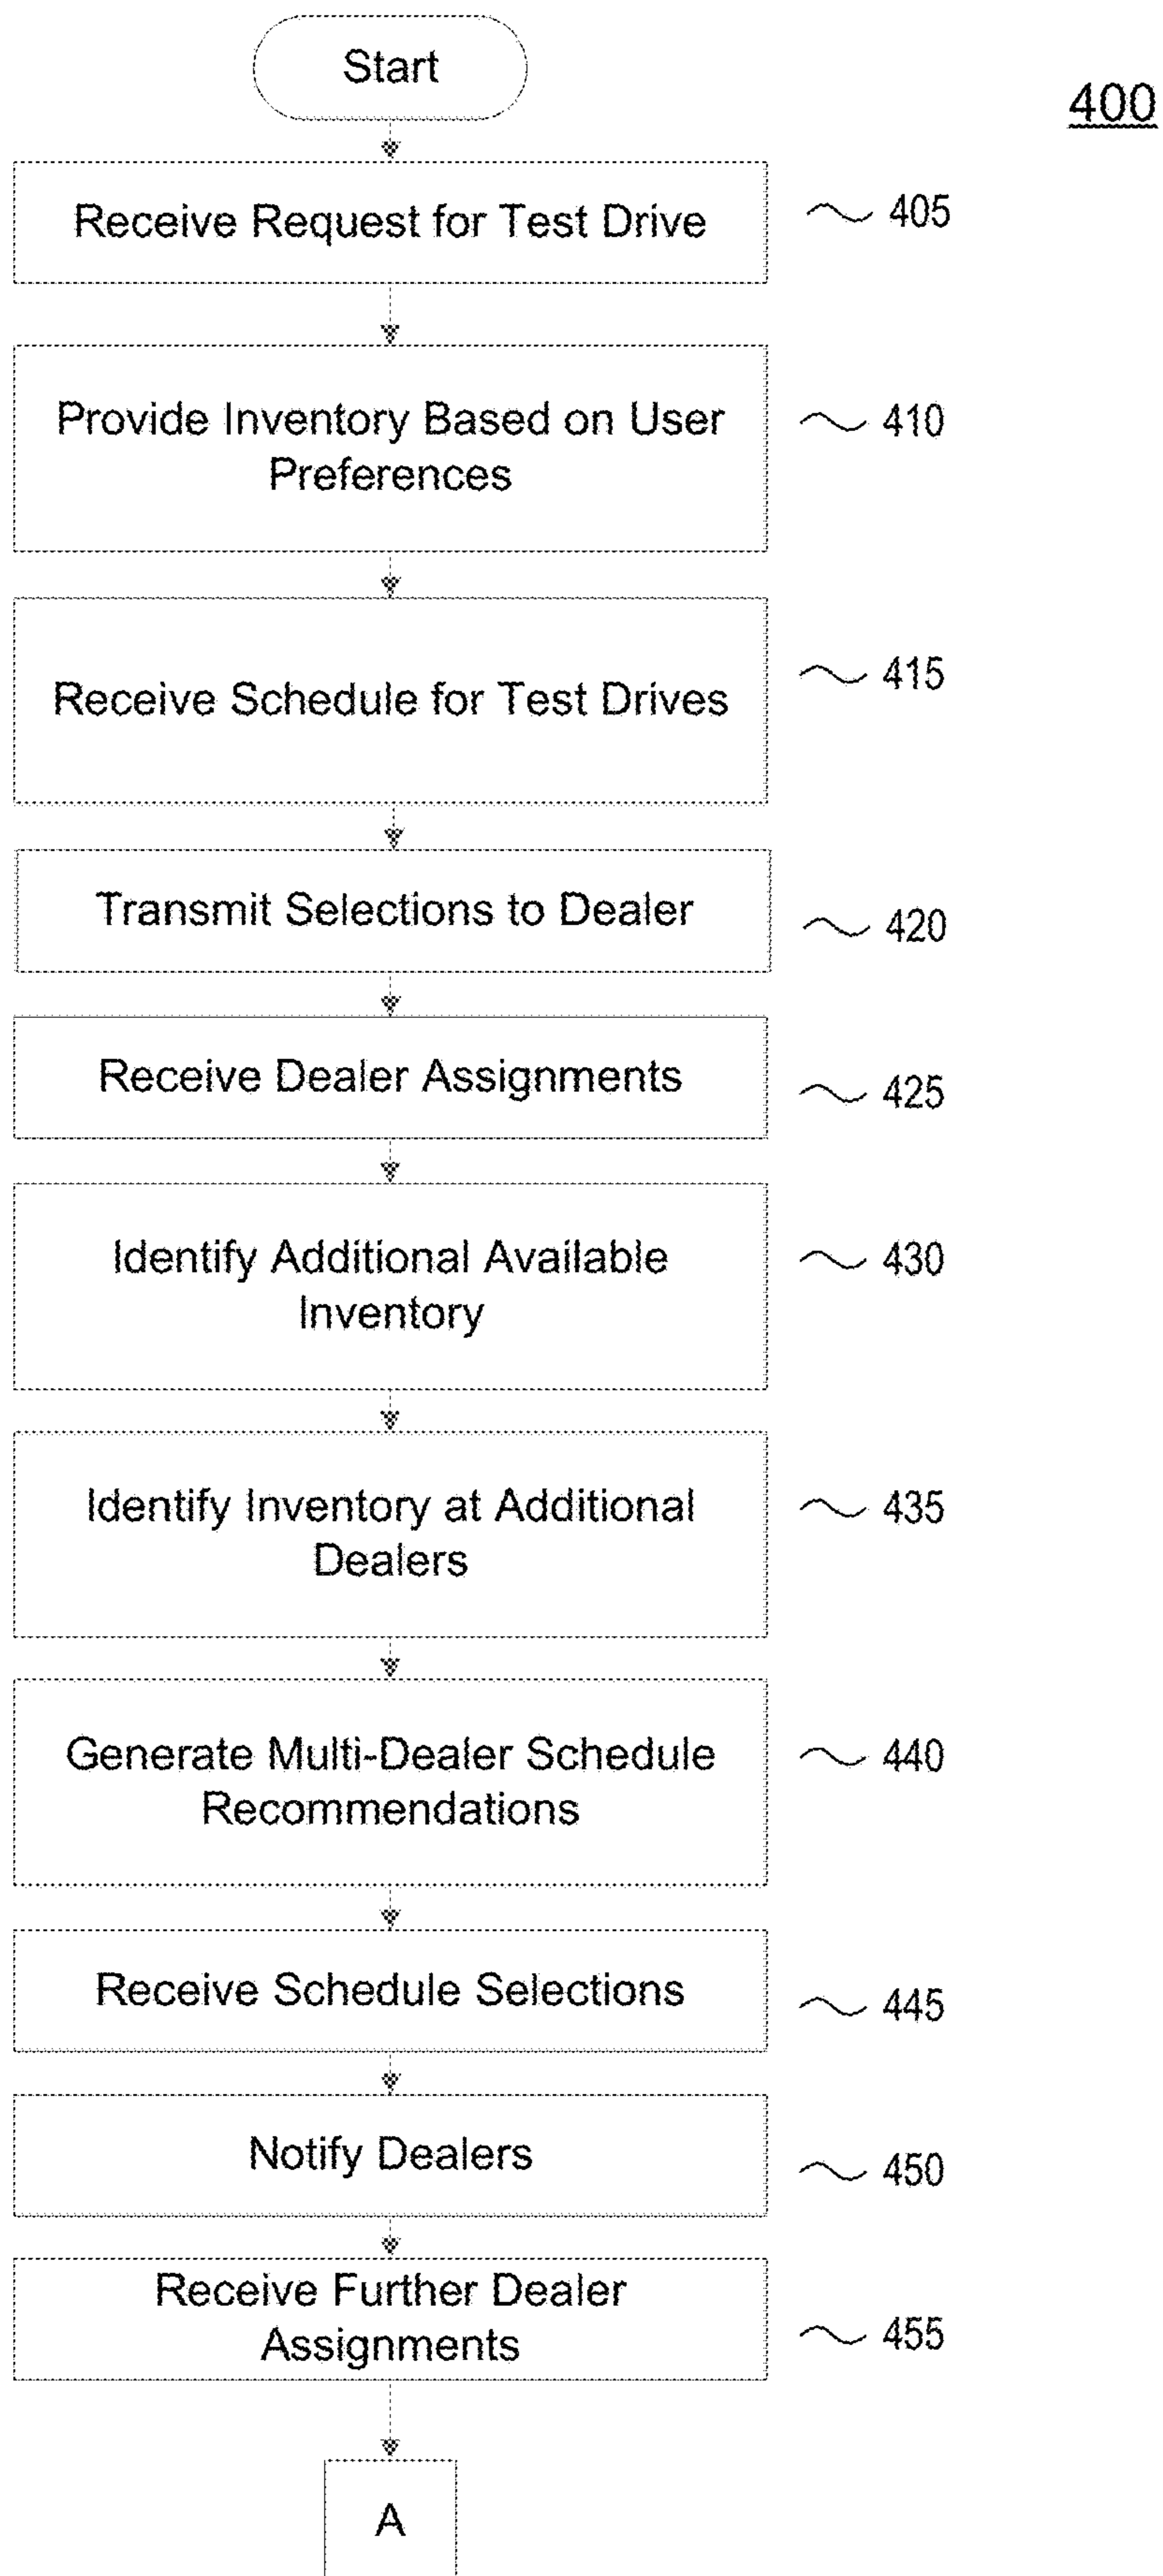 Start
400
Receive Request for Test Drive
405
Provide Inventory Based on User
Preferences
410
Receive Schedule for Test Drives
415
Transmit Selections to Dealer
420
Receive Dealer Assignments
425
Identify Additional Available
Inventory
430
Identify Inventory at Additional
Dealers
435
Generate Multi-Dealer Schedule
Recommendations
440
Receive Schedule Selections
445
Notify Dealers
450
Receive Further Dealer
Assignments
455
A